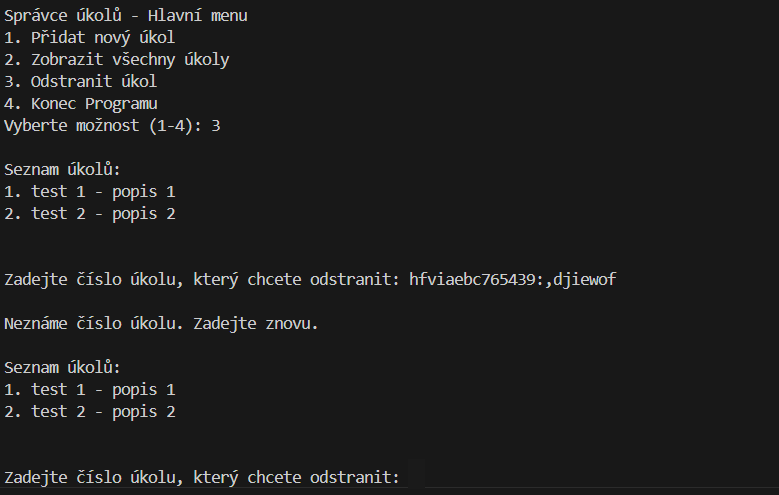 Správce úkolů - Hlavní menu
1. Přidat nový úkol
2. Zobrazit všechny úkoly
3. Odstranit úkol
4. Konec Programu
Vyberte možnost (1-4): 3
Seznam úkolů:
1. test 1 - popis 1
2. test 2 - popis 2
Zadejte číslo úkolu, který chcete odstranit: hfviaebc765439:,djiewof
Neznáme číslo úkolu. Zadejte znovu.
Seznam úkolů:
1. test 1 - popis 1
2. test 2 - popis 2
Zadejte číslo úkolu, který chcete odstranit: